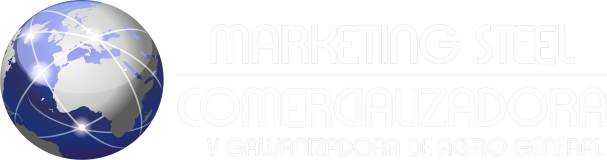 MARKETING STEEL
COMERCIALIZADORA
Y GALVANIZADORA DE ACERO GENERAL